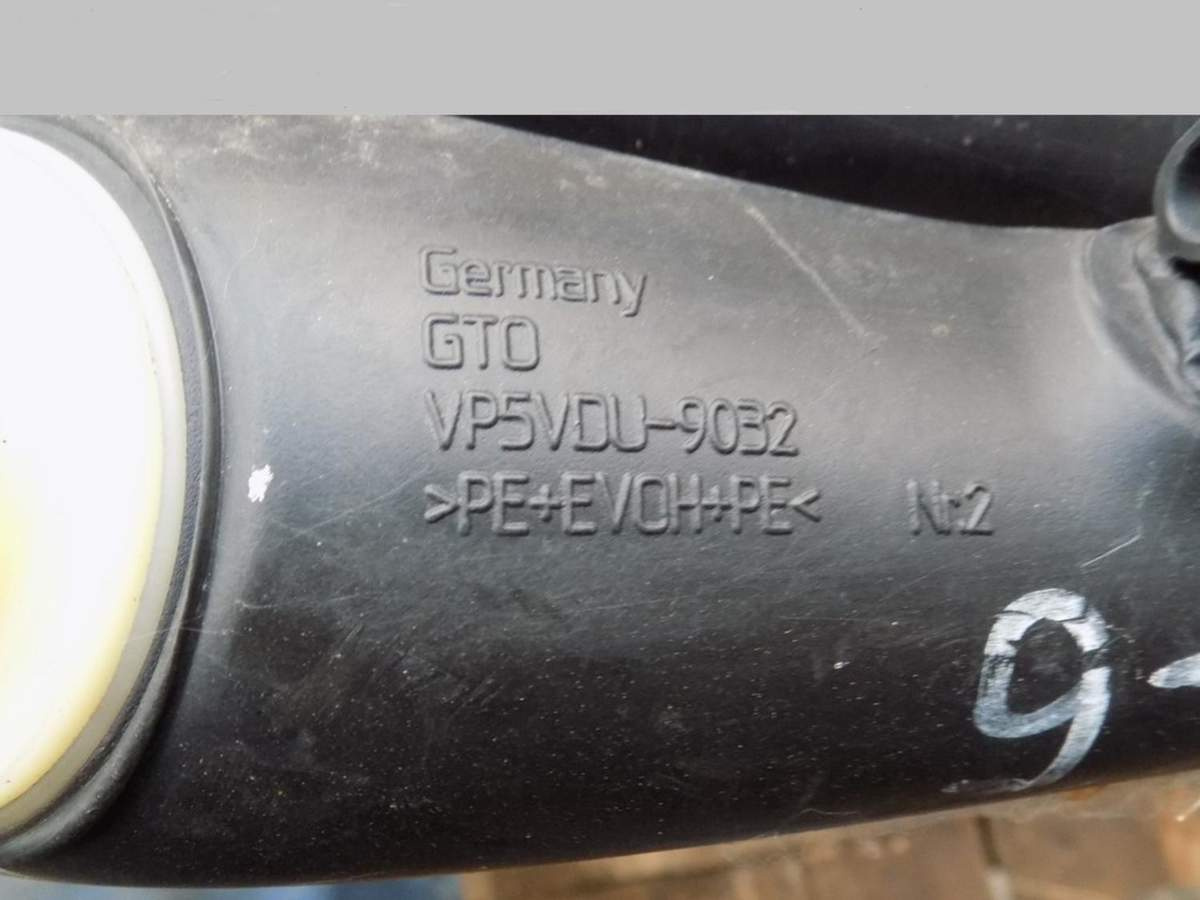 Germany
GTO
VP5VDU-9032
>PE+EVOH+PE< Nr.2
9-